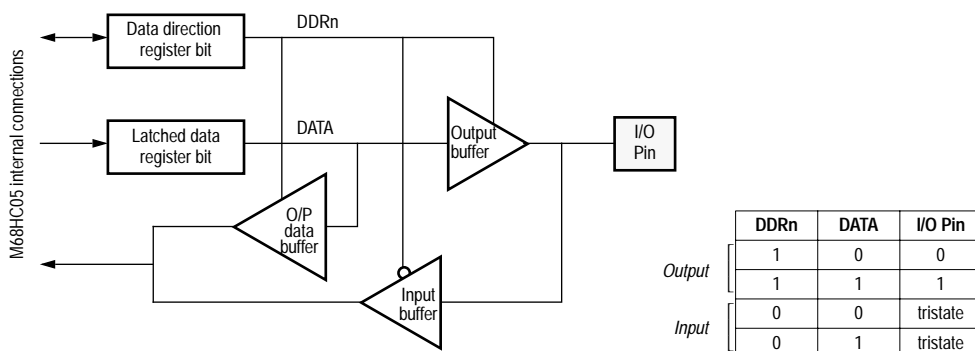 DDRn
Data direction
register bit
M68HC05 internal connections
DATA
Latched data
register bit
Output
buffer
I/O
Pin
O/P
data
buffer
Input
buffer
DDRn DATA I/O Pin
Output
1 0 0
1 1 1
Input
0 0 tristate
0 1 tristate